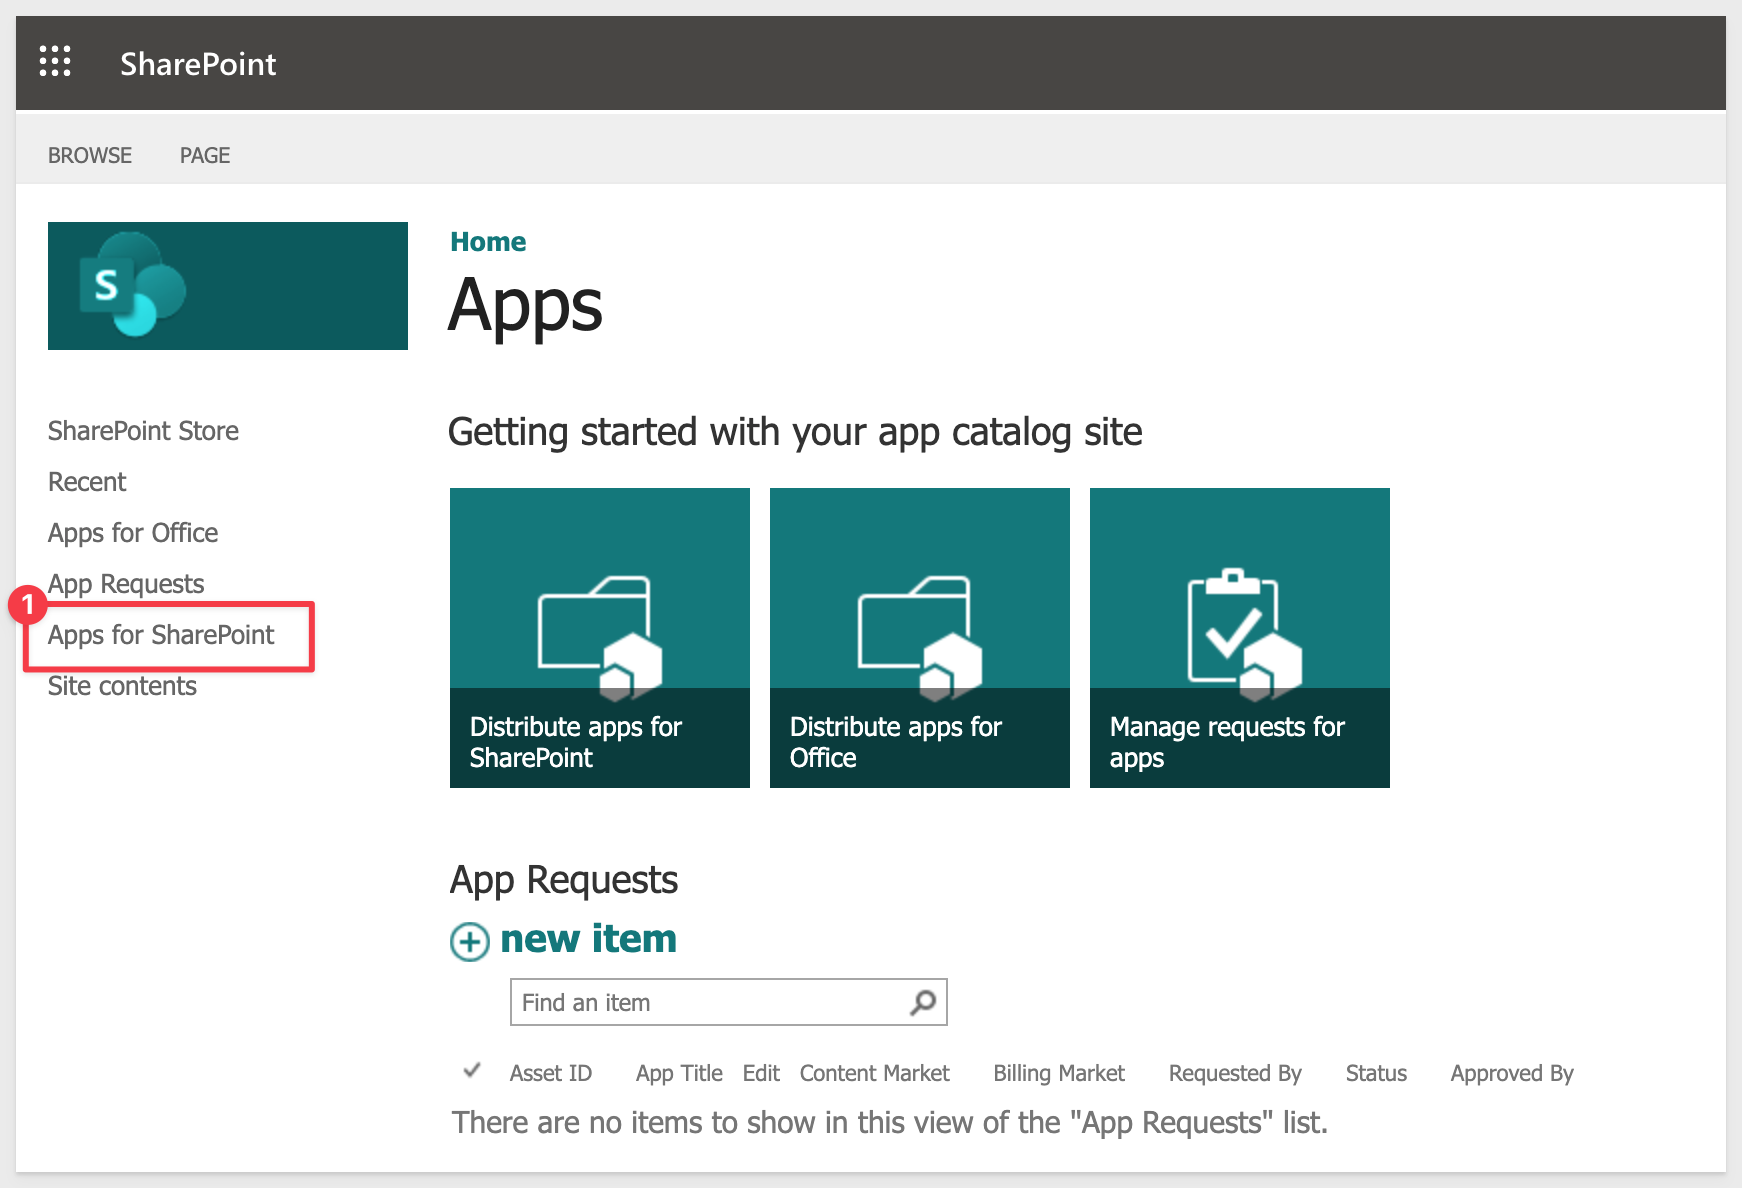 SharePoint
BROWSE PAGE
S
Home
Apps
SharePoint Store
Recent
Apps for Office
App Requests
1
Apps for SharePoint
Site contents
Getting started with your app catalog site
Distribute apps for
SharePoint
Distribute apps for
Office
Manage requests for
apps
App Requests
new item
Find an item
Asset ID App Title Edit Content Market Billing Market Requested By Status Approved By
There are no items to show in this view of the "App Requests" list.